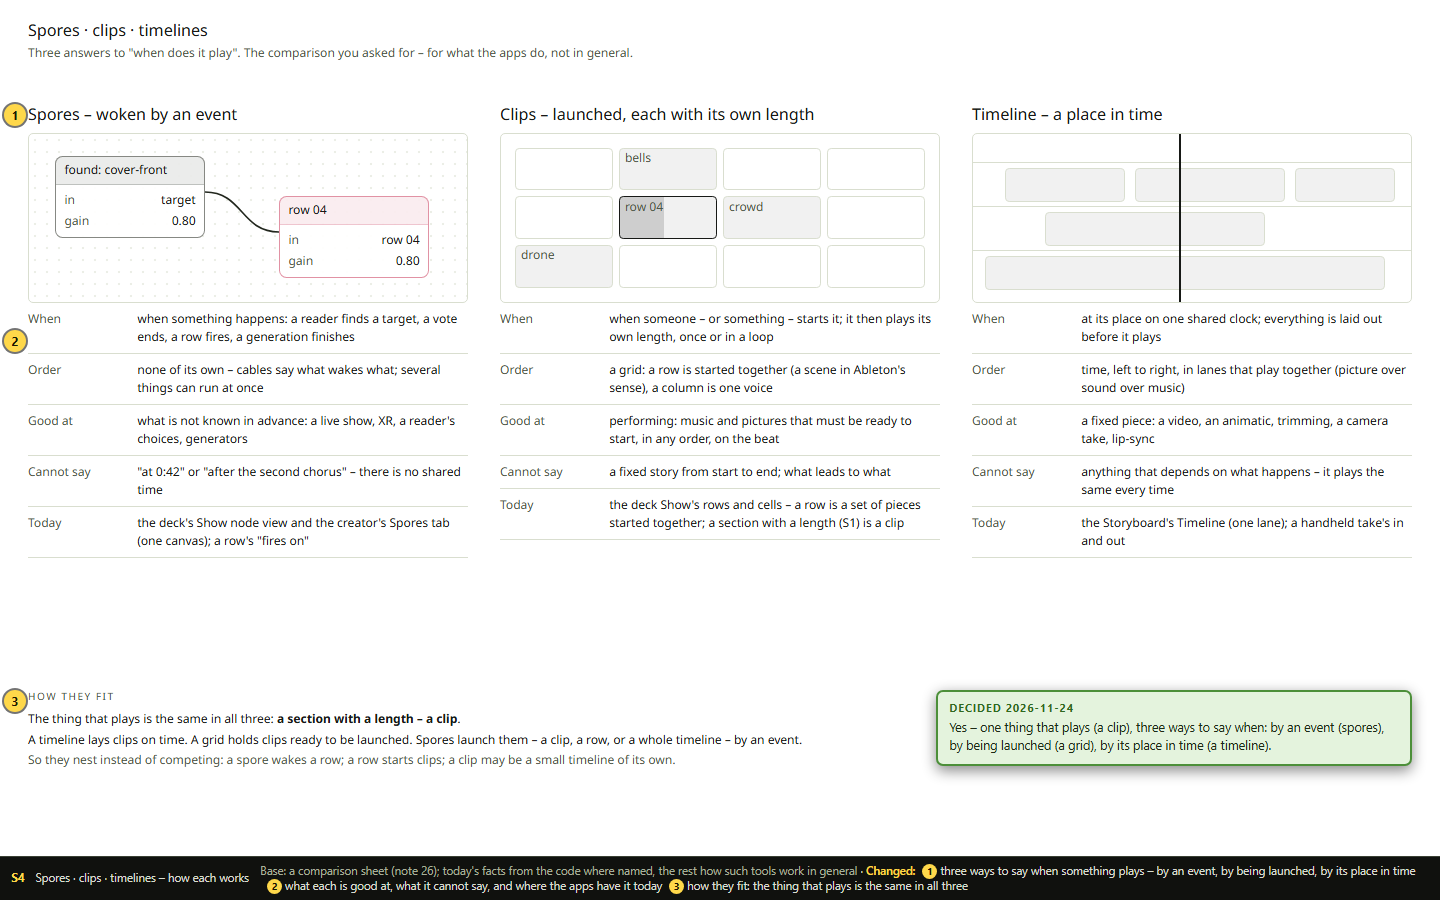 Spores · clips · timelines
Three answers to "when does it play". The comparison you asked for – for what the apps do, not in general.
1 Spores – woken by an event
found: cover-front
in target
gain 0.80
row 04
in row 04
gain 0.80
2
When when something happens: a reader finds a target, a vote
ends, a row fires, a generation finishes
Order none of its own – cables say what wakes what; several
things can run at once
Good at what is not known in advance: a live show, XR, a reader's
choices, generators
Cannot say "at 0:42" or "after the second chorus" – there is no shared
time
Today the deck's Show node view and the creator's Spores tab
(one canvas); a row's "fires on"
Clips – launched, each with its own length
bells
row 04
crowd
drone
When when someone – or something – starts it; it then plays its
own length, once or in a loop
Order a grid: a row is started together (a scene in Ableton's
sense), a column is one voice
Good at performing: music and pictures that must be ready to
start, in any order, on the beat
Cannot say a fixed story from start to end; what leads to what
Today the deck Show's rows and cells – a row is a set of pieces
started together; a section with a length (S1) is a clip
Timeline – a place in time
When at its place on one shared clock; everything is laid out
before it plays
Order time, left to right, in lanes that play together (picture over
sound over music)
Good at a fixed piece: a video, an animatic, trimming, a camera
take, lip-sync
Cannot say anything that depends on what happens – it plays the
same every time
Today the Storyboard's Timeline (one lane); a handheld take's in
and out
3 HOW THEY FIT
The thing that plays is the same in all three: a section with a length – a clip.
A timeline lays clips on time. A grid holds clips ready to be launched. Spores launch them – a clip, a row, or a whole timeline – by an event.
So they nest instead of competing: a spore wakes a row; a row starts clips; a clip may be a small timeline of its own.
DECIDED 2026-11-24
Yes – one thing that plays (a clip), three ways to say when: by an event (spores),
by being launched (a grid), by its place in time (a timeline).
S4 Spores · clips · timelines – how each works
Base: a comparison sheet (note 26); today's facts from the code where named, the rest how such tools work in general · Changed: 1 three ways to say when something plays – by an event, by being launched, by its place in time
2 what each is good at, what it cannot say, and where the apps have it today 3 how they fit: the thing that plays is the same in all three